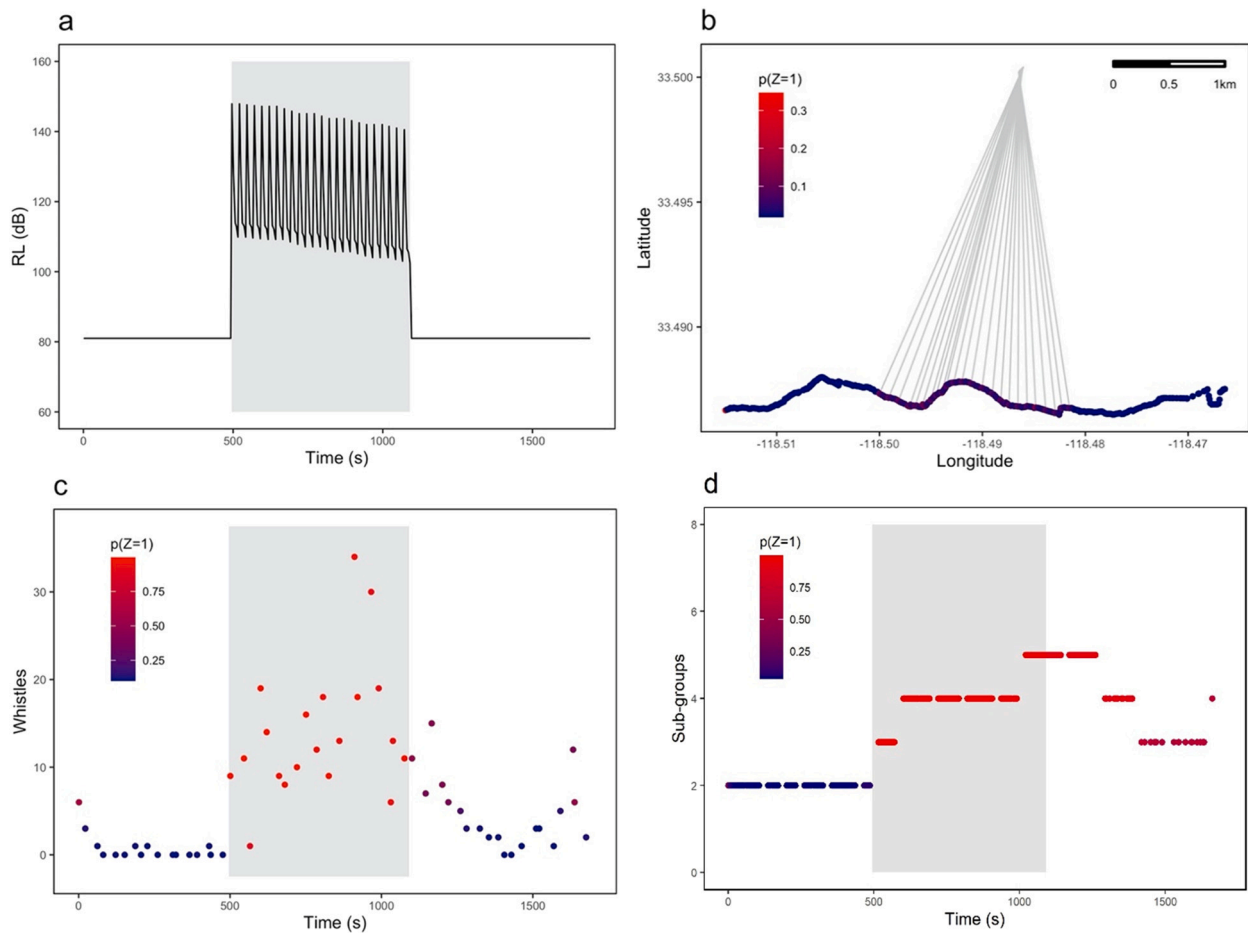 a
160
140
120
100
80
60
RL (dB)
0
500
1000
1500
Time (s)
b
p(Z=1)
0.3
0.2
0.1
0
0.5
1km
33.500
33.495
33.490
Latitude
-118.51
-118.50
-118.49
-118.48
-118.47
Longitude
c
p(Z=1)
0.75
0.50
0.25
30
20
10
0
Whistles
0
500
1000
1500
Time (s)
d
p(Z=1)
0.75
0.50
0.25
8
6
4
2
0
Sub-groups
0
500
1000
1500
Time (s)